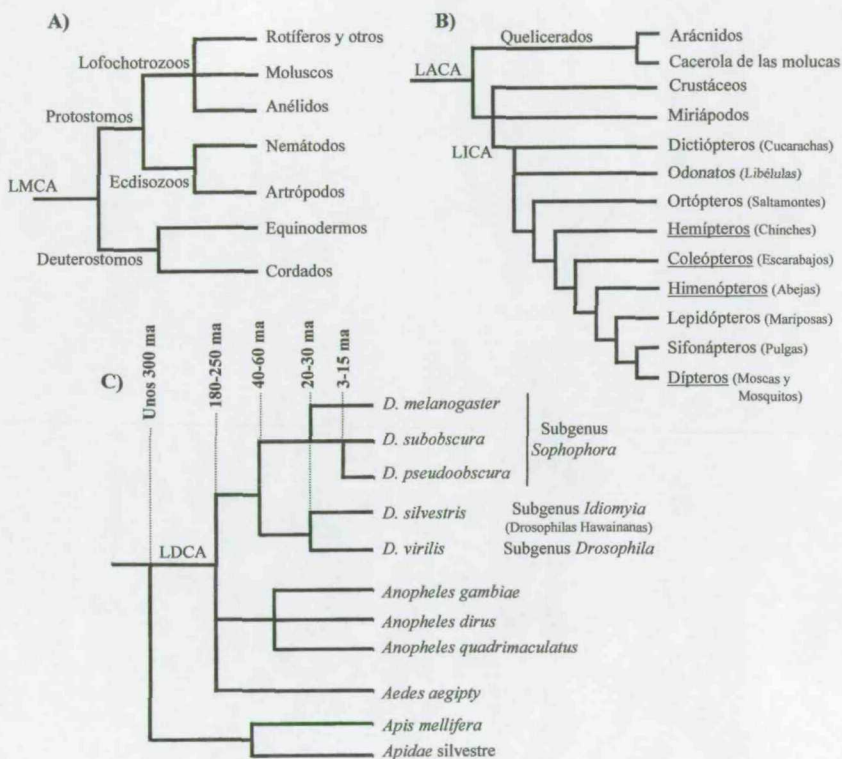 A)
Lofochotrozoos
Rotíferos y otros
Moluscos
Anélidos
Protostomos
Nemátodos
Ecdisozoos
Artrópodos
LMCA
Equinodermos
Deuterostomos
Cordados
B)
Quelicerados
Arácnidos
Cacerola de las molucas
LACA
Crustáceos
Miriápodos
LICA
Dictiópteros (Cucarachas)
Odonatos (Libélulas)
Ortópteros (Saltamontes)
Hemípteros (Chinches)
Coleópteros (Escarabajos)
Himenópteros (Abejas)
Lepidópteros (Mariposas)
Sifonápteros (Pulgas)
Dípteros (Moscas y
Mosquitos)
C)
Unos 300 ma
180-250 ma
40-60 ma
20-30 ma
3-15 ma
D. melanogaster
D. subobscura
D. pseudoobscura
Subgenus
Sophophora
D. silvestris
Subgenus Idiomyia
(Drosophilas Hawainanas)
D. virilis
Subgenus Drosophila
LDCA
Anopheles gambiae
Anopheles dirus
Anopheles quadrimaculatus
Aedes aegipty
Apis mellifera
Apidae silvestre